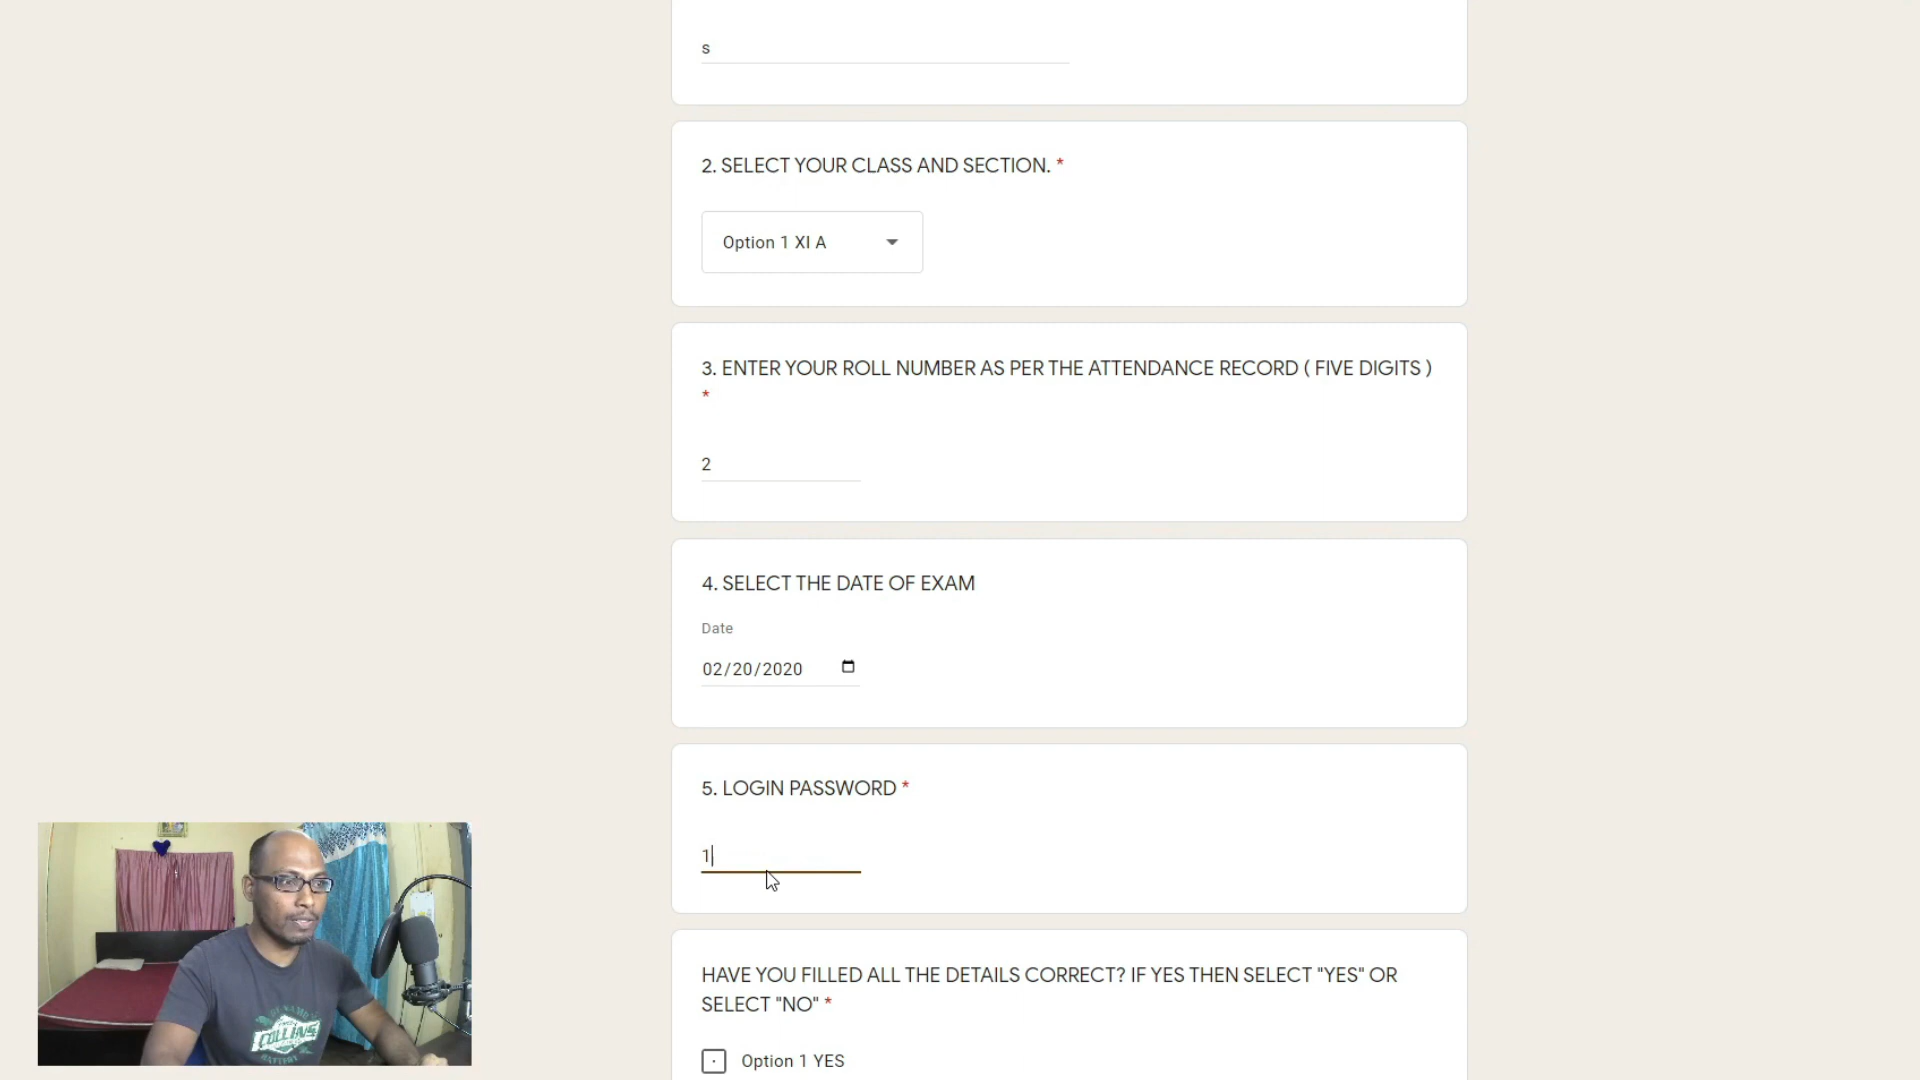 s
2. SELECT YOUR CLASS AND SECTION. *
Option 1 XI A
3. ENTER YOUR ROLL NUMBER AS PER THE ATTENDANCE RECORD ( FIVE DIGITS )
*
2
4. SELECT THE DATE OF EXAM
Date
02/20/2020
5. LOGIN PASSWORD *
1
HAVE YOU FILLED ALL THE DETAILS CORRECT? IF YES THEN SELECT "YES" OR
SELECT "NO" *
Option 1 YES
COLLINS